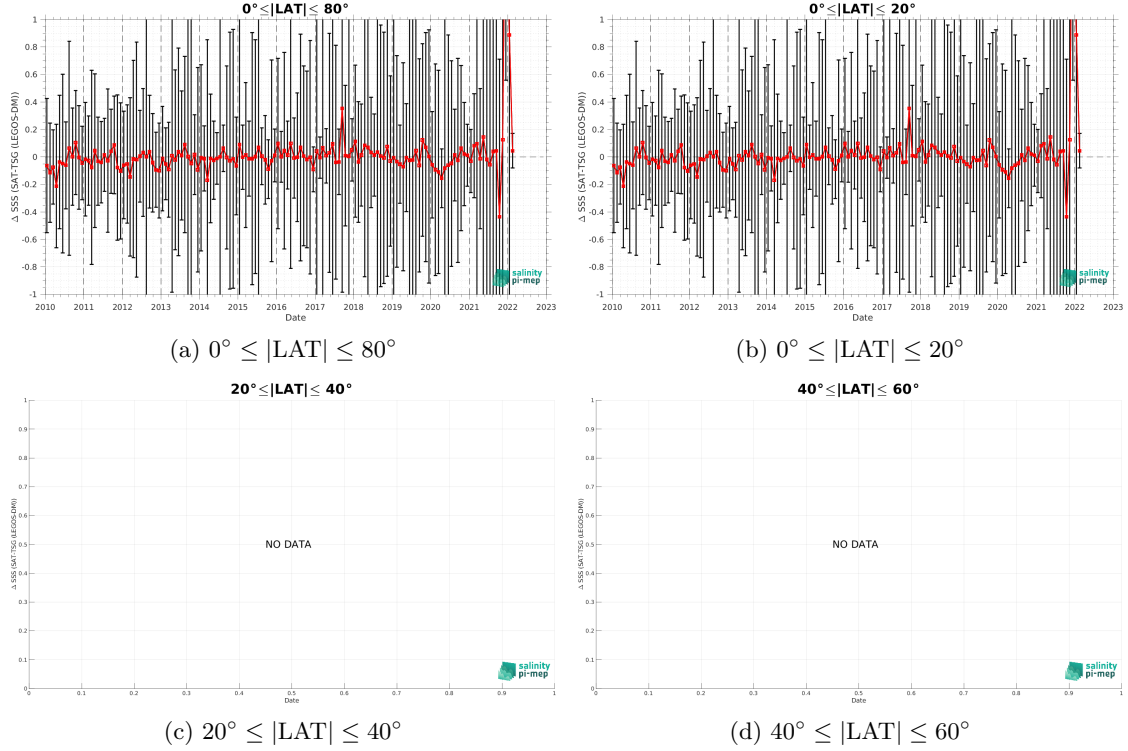 0°≤|LAT|≤ 80°
Δ SSS (SAT-TSG (LEGOS-DM))
1
0.8
0.6
0.4
0.2
0
-0.2
-0.4
-0.6
-0.8
-1
2010 2011 2012 2013 2014 2015 2016 2017 2018 2019 2020 2021 2022 2023
Date
salinity
pi-mep
(a) 0° ≤ |LAT| ≤ 80°
0°≤|LAT|≤ 20°
Δ SSS (SAT-TSG (LEGOS-DM))
1
0.8
0.6
0.4
0.2
0
-0.2
-0.4
-0.6
-0.8
-1
2010 2011 2012 2013 2014 2015 2016 2017 2018 2019 2020 2021 2022 2023
Date
salinity
pi-mep
(b) 0° ≤ |LAT| ≤ 20°
20°≤|LAT|≤ 40°
Δ SSS (SAT-TSG (LEGOS-DM))
1
0.9
0.8
0.7
0.6
0.5
0.4
0.3
0.2
0.1
0
NO DATA
0 0.1 0.2 0.3 0.4 0.5 0.6 0.7 0.8 0.9 1
Date
salinity
pi-mep
(c) 20° ≤ |LAT| ≤ 40°
40°≤|LAT|≤ 60°
Δ SSS (SAT-TSG (LEGOS-DM))
1
0.9
0.8
0.7
0.6
0.5
0.4
0.3
0.2
0.1
0
NO DATA
0 0.1 0.2 0.3 0.4 0.5 0.6 0.7 0.8 0.9 1
Date
salinity
pi-mep
(d) 40° ≤ |LAT| ≤ 60°